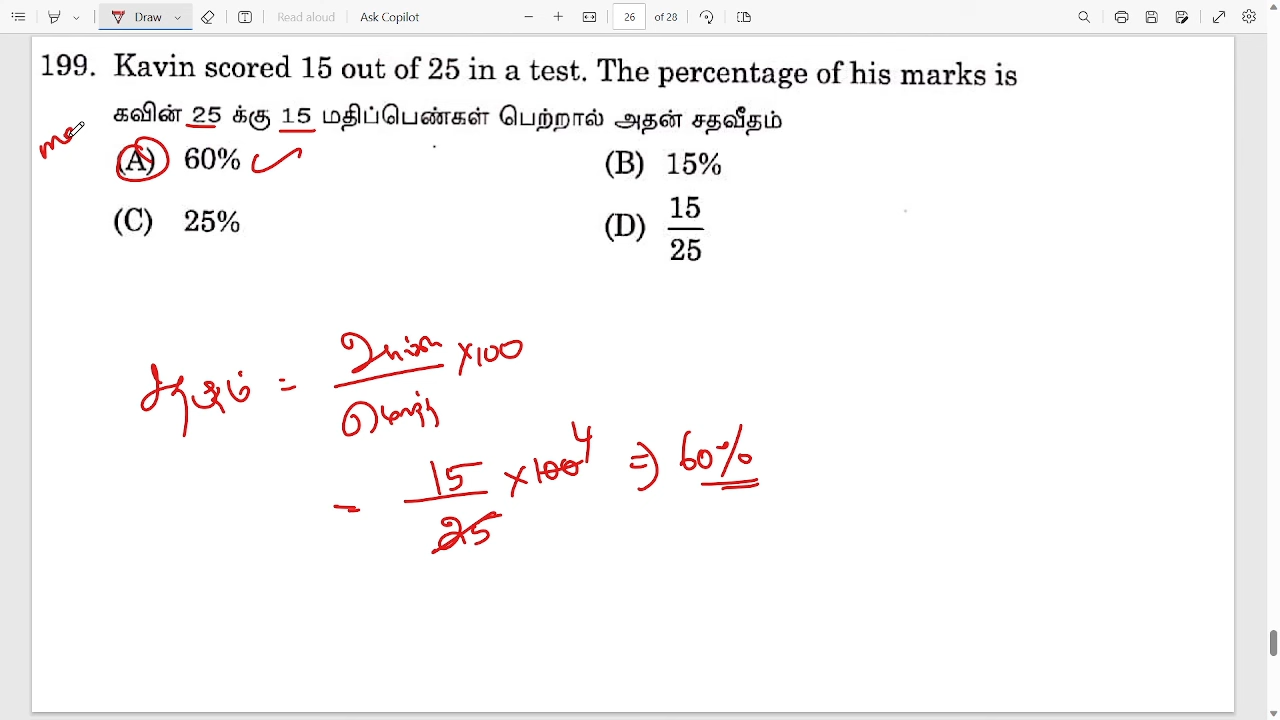 Draw
Read aloud
Ask Copilot
26
of 28
199. Kavin scored 15 out of 25 in a test. The percentage of his marks is
கவின் 25 க்கு 15 மதிப்பெண்கள் பெற்றால் அதன் சதவீதம்
(A) 60%
(B) 15%
(C) 25%
(D) 15/25
= × 100
= 15/25 × 100 4 ⇒ 60%